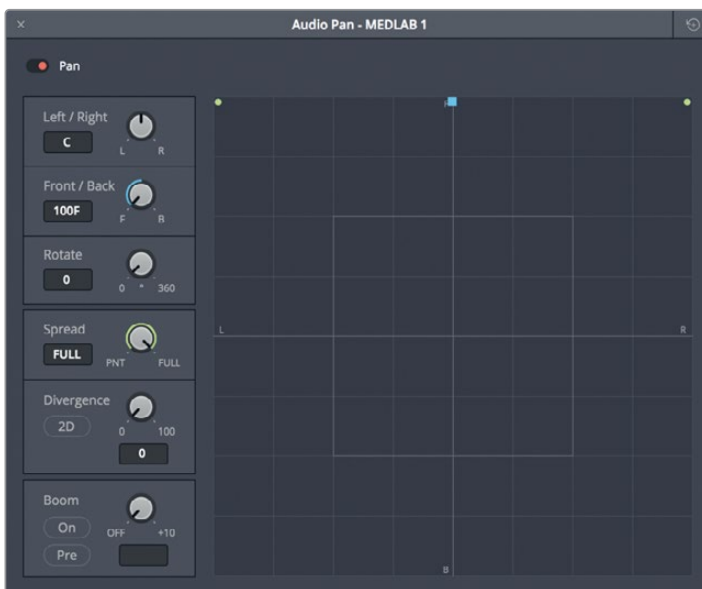 Audio Pan - MEDLAB 1
Pan
Left / Right
C
L R
Front / Back
100F
F B
Rotate
0
0 ° 360
Spread
FULL
PNT FULL
Divergence
2D
0 100
0
Boom
On
OFF +10
Pre
L
R
B